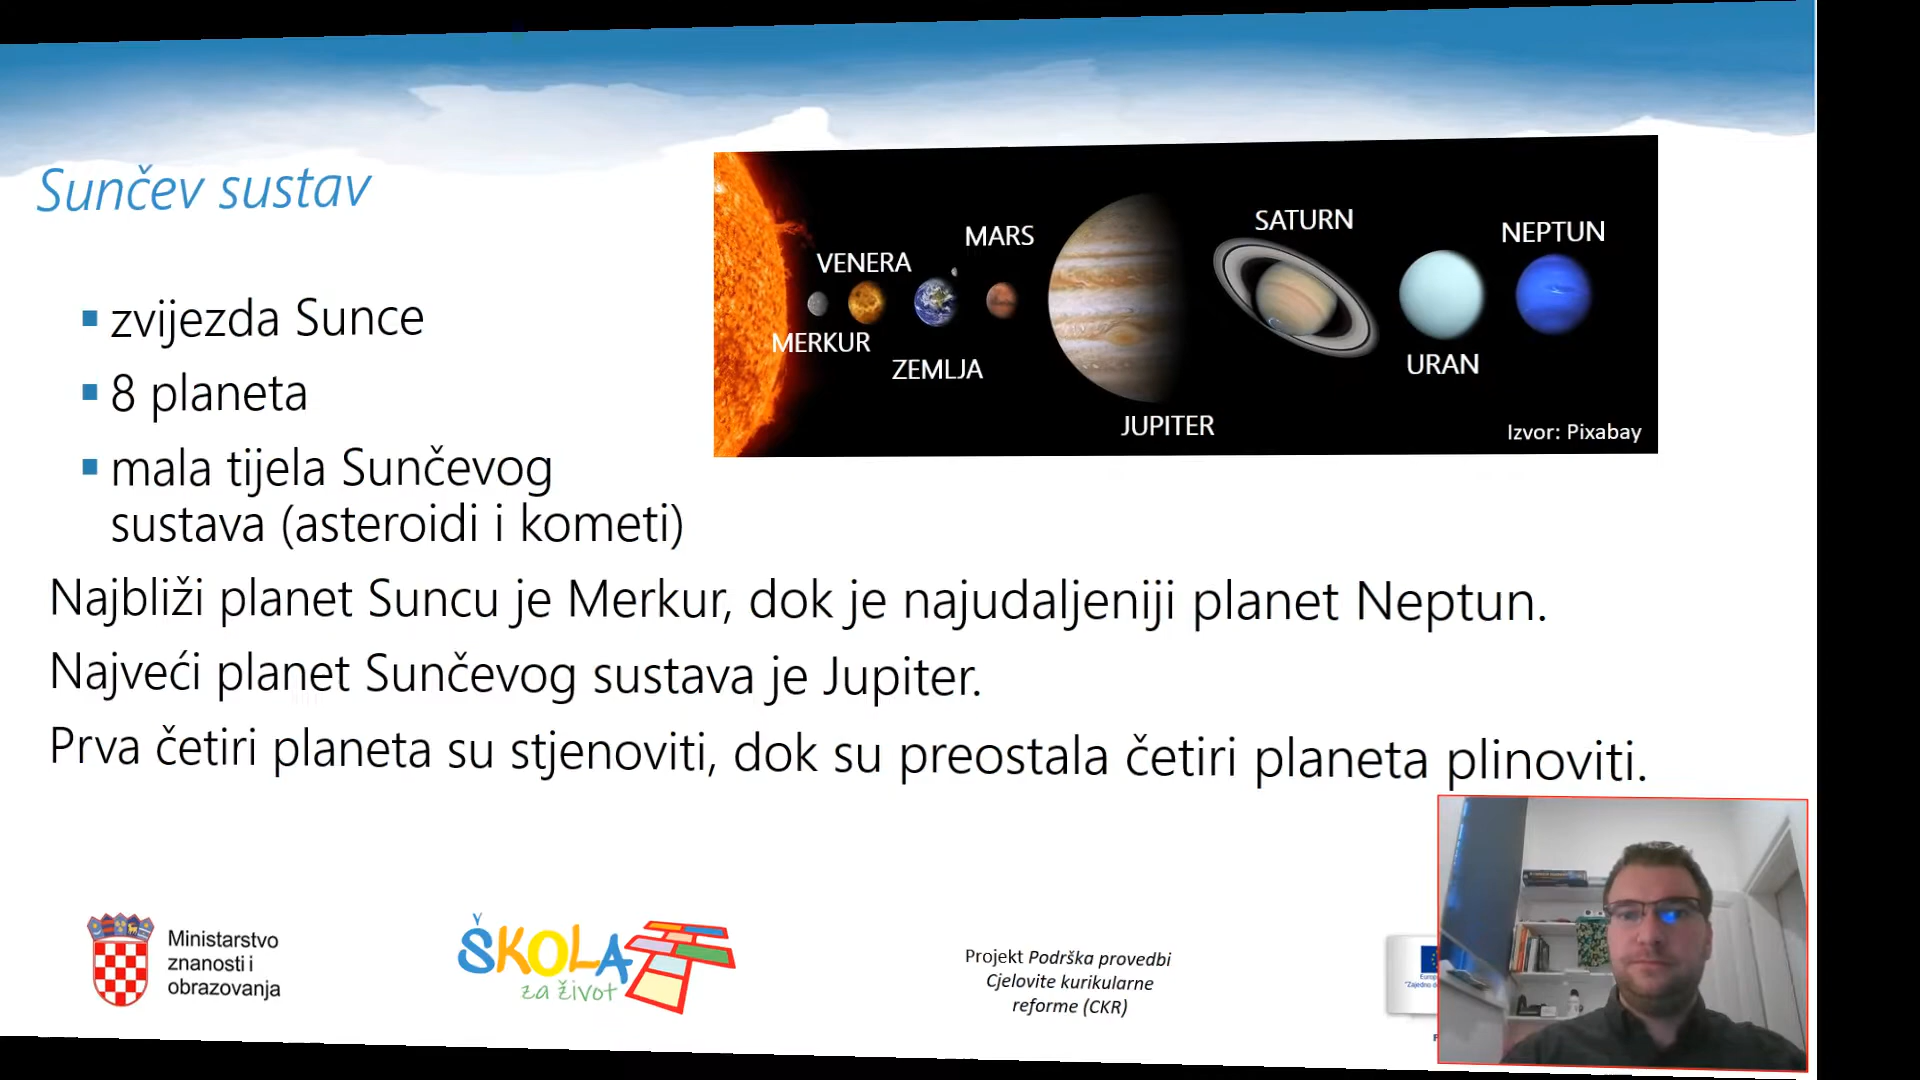 Sunčev sustav
zvijezda Sunce
8 planeta
mala tijela Sunčevog
sustava (asteroidi i kometi)
MERKUR
VENERA
ZEMLJA
MARS
JUPITER
SATURN
URAN
NEPTUN
Izvor: Pixabay
Najbliži planet Suncu je Merkur, dok je najudaljeniji planet Neptun.
Najveći planet Sunčevog sustava je Jupiter.
Prva četiri planeta su stjenoviti, dok su preostala četiri planeta plinoviti.
Ministarstvo
znanosti i
obrazovanja
ŠKOLA
za život
Projekt Podrška provedbi
Cjelovite kurikularne
reforme (CKR)